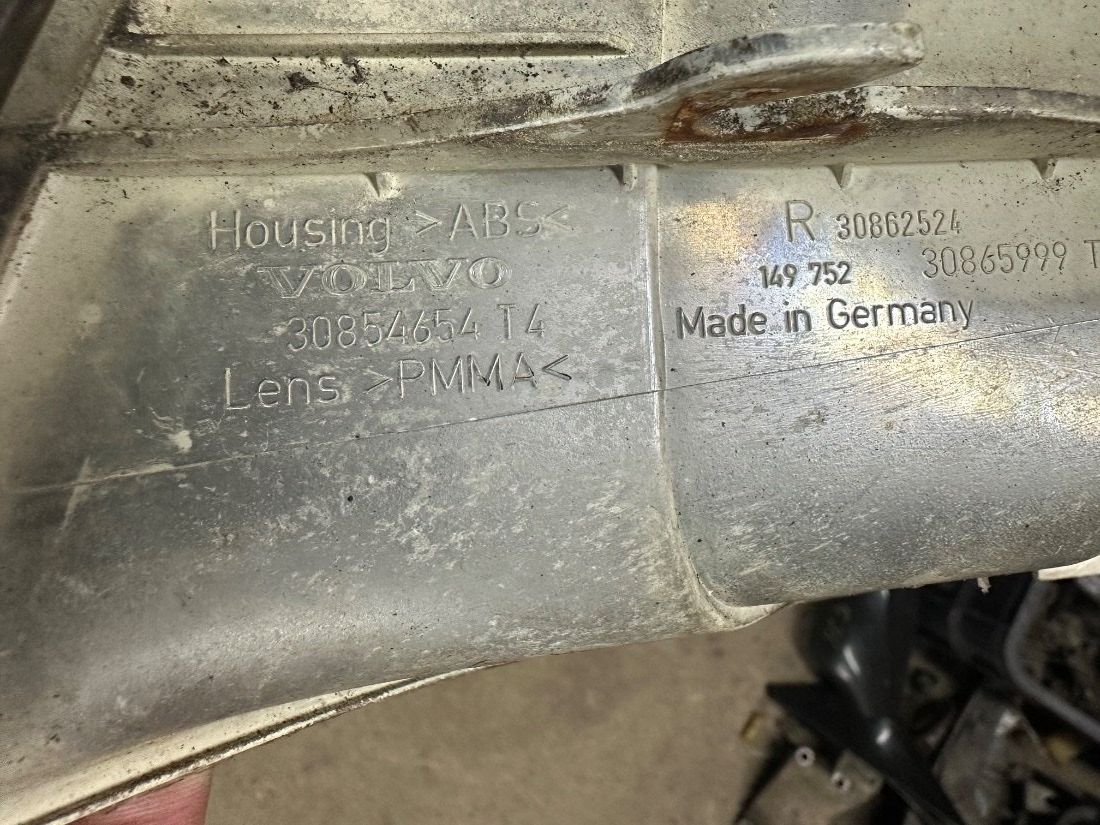 Housing >ABS<
VOLVO
30854654 T4
Lens >PMMA<
R 30862524
30865999 T
149 752
Made in Germany